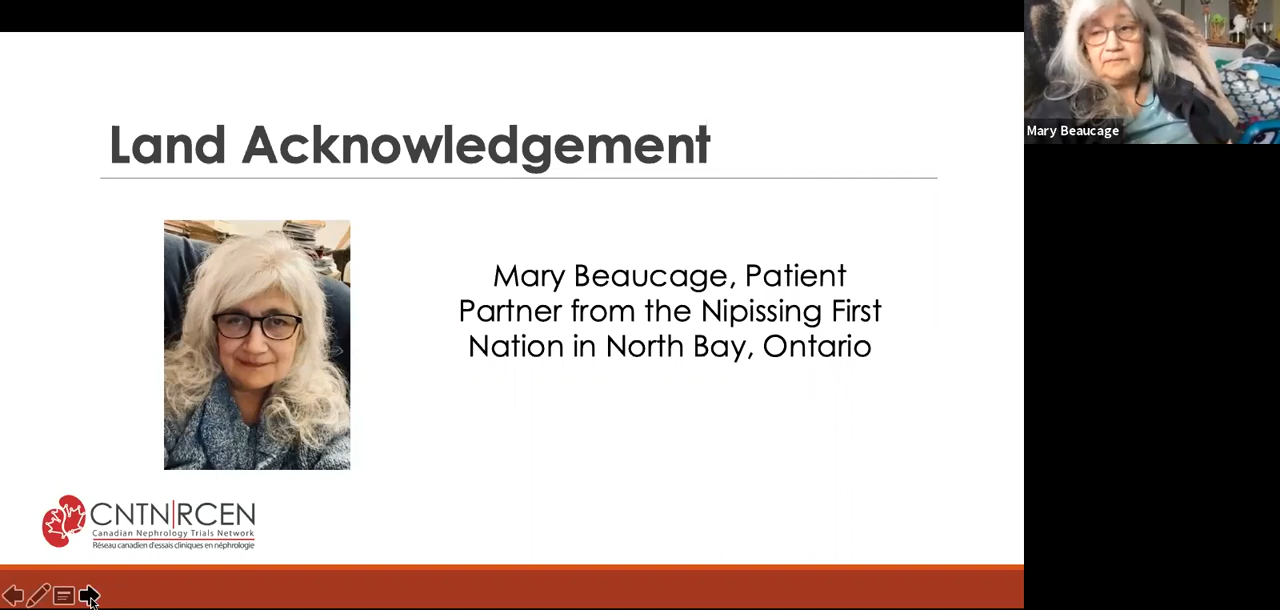 Land Acknowledgement
Mary Beaucage, Patient
Partner from the Nipissing First
Nation in North Bay, Ontario
CNTN|RCEN
Canadian Nephrology Trials Network
Réseau canadien d'essais cliniques en néphrologie
Mary Beaucage